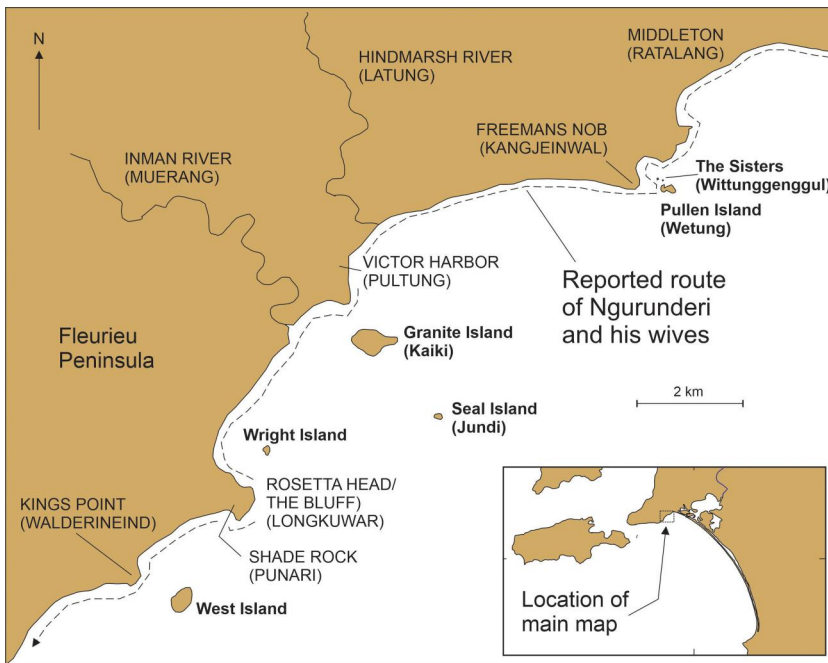 N
MIDDLETON
(RATALANG)
HINDMARSH RIVER
(LATUNG)
FREEMANS NOB
(KANGJEINWAL)
INMAN RIVER
(MUERANG)
The Sisters
(Wittunggenggul)
Pullen Island
(Wetung)
VICTOR HARBOR
(PULTUNG)
Reported route
of Ngurunderi
and his wives
Fleurieu
Peninsula
Granite Island
(Kaiki)
2 km
Seal Island
(Jundi)
Wright Island
ROSETTA HEAD/
THE BLUFF)
(LONGKUWAR)
KINGS POINT
(WALDERINEIND)
SHADE ROCK
(PUNARI)
West Island
Location of
main map